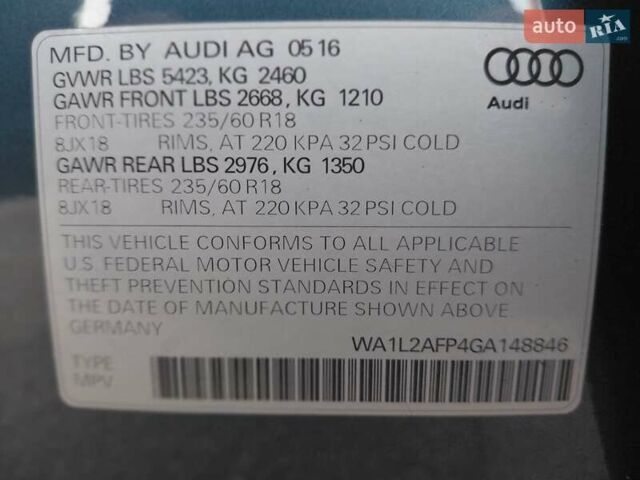 auto RIA.com
MFD. BY AUDI AG 05 16
GVWR LBS 5423, KG 2460
GAWR FRONT LBS 2668, KG 1210
FRONT-TIRES 235/60 R18
8JX18 RIMS, AT 220 KPA 32 PSI COLD
GAWR REAR LBS 2976, KG 1350
REAR-TIRES 235/60 R18
8JX18 RIMS, AT 220 KPA 32 PSI COLD
Audi
THIS VEHICLE CONFORMS TO ALL APPLICABLE
U.S. FEDERAL MOTOR VEHICLE SAFETY AND
THEFT PREVENTION STANDARDS IN EFFECT ON
THE DATE OF MANUFACTURE SHOWN ABOVE.
GERMANY
WA1L2AFP4GA148846
TYPE
MPV